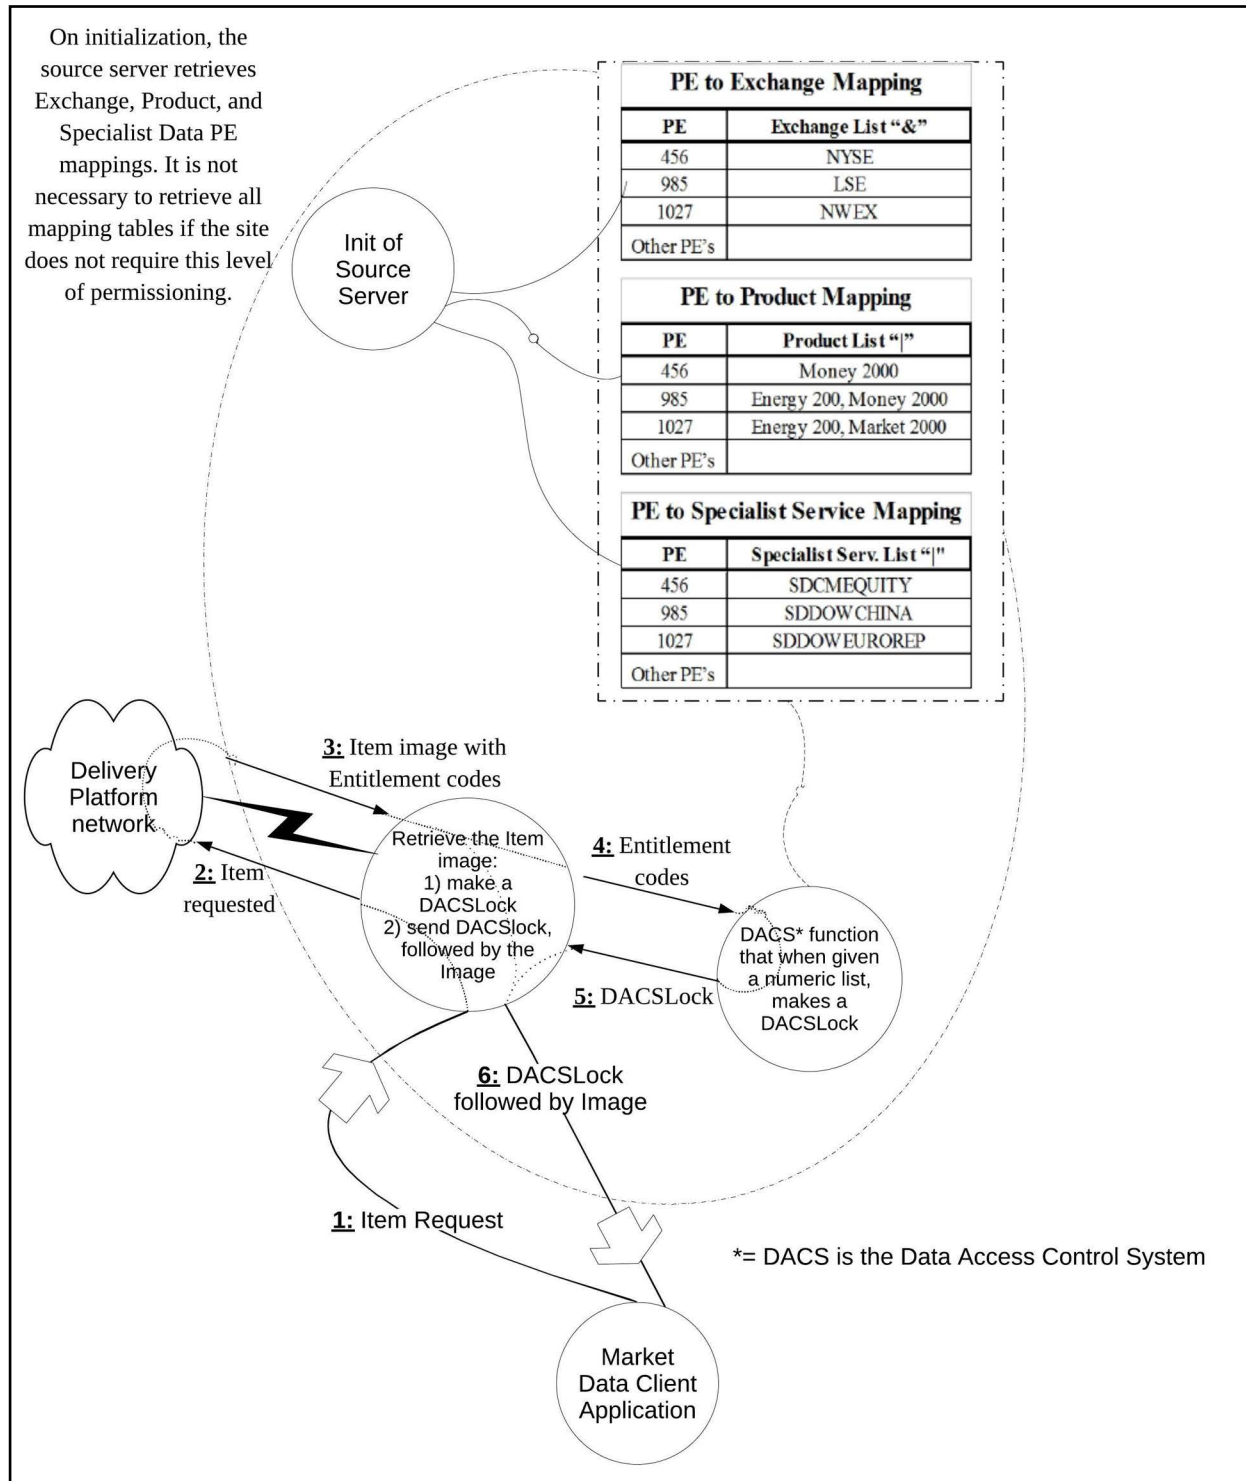 On initialization, the
source server retrieves
Exchange, Product, and
Specialist Data PE
mappings. It is not
necessary to retrieve all
mapping tables if the site
does not require this level
of permissioning.
Init of
Source
Server
PE to Exchange Mapping
PE Exchange List “&”
456 NYSE
985 LSE
1027 NWEX
Other PE's
PE to Product Mapping
PE Product List “|”
456 Money 2000
985 Energy 200, Money 2000
1027 Energy 200, Market 2000
Other PE's
PE to Specialist Service Mapping
PE Specialist Serv. List “|"
456 SDCMEQUITY
985 SDDOWCHINA
1027 SDDOWEUROREP
Other PE's
Delivery
Platform
network
3: Item image with
Entitlement codes
2: Item
requested
Retrieve the Item
image:
1) make a
DACSLock
2) send DACSlock,
followed by the
Image
4: Entitlement
codes
5: DACSLock
DACS* function
that when given
a numeric list,
makes a
DACSLock
6: DACSLock
followed by Image
1: Item Request
*= DACS is the Data Access Control System
Market
Data Client
Application